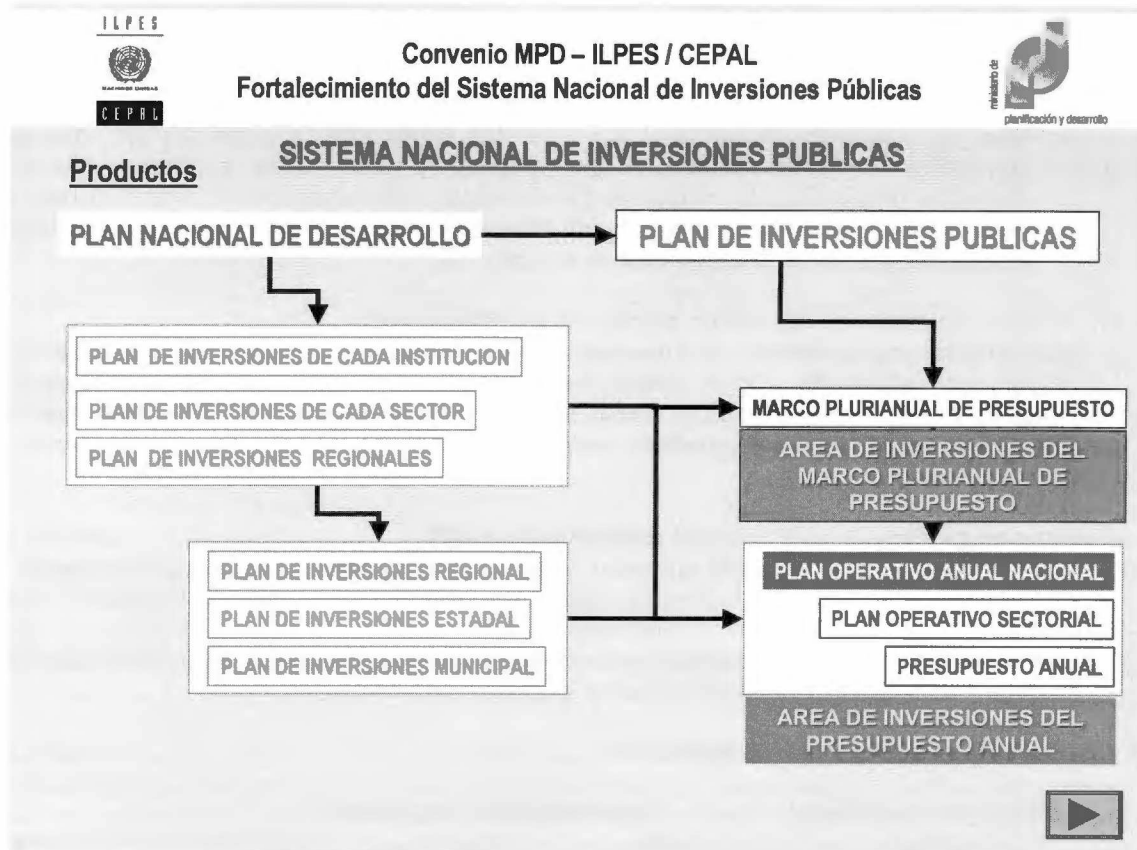 ILPES
NACIONES UNIDAS
CEPAL
Convenio MPD – ILPES / CEPAL
Fortalecimiento del Sistema Nacional de Inversiones Públicas
ministerio de
planificación y desarrollo
SISTEMA NACIONAL DE INVERSIONES PUBLICAS
Productos
PLAN NACIONAL DE DESARROLLO
PLAN DE INVERSIONES PUBLICAS
PLAN DE INVERSIONES DE CADA INSTITUCION
PLAN DE INVERSIONES DE CADA SECTOR
PLAN DE INVERSIONES REGIONALES
MARCO PLURIANUAL DE PRESUPUESTO
AREA DE INVERSIONES DEL
MARCO PLURIANUAL DE
PRESUPUESTO
PLAN DE INVERSIONES REGIONAL
PLAN DE INVERSIONES ESTADAL
PLAN DE INVERSIONES MUNICIPAL
PLAN OPERATIVO ANUAL NACIONAL
PLAN OPERATIVO SECTORIAL
PRESUPUESTO ANUAL
AREA DE INVERSIONES DEL
PRESUPUESTO ANUAL